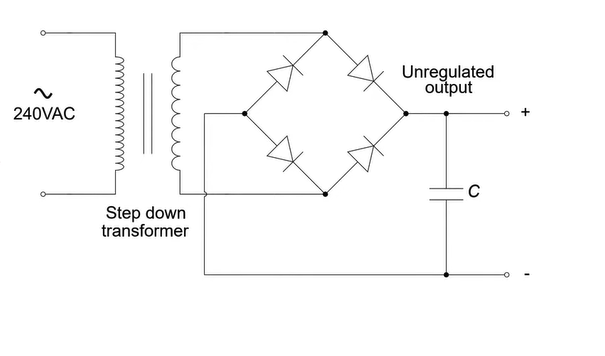 240VAC
Step down
transformer
Unregulated
output
+
C
-